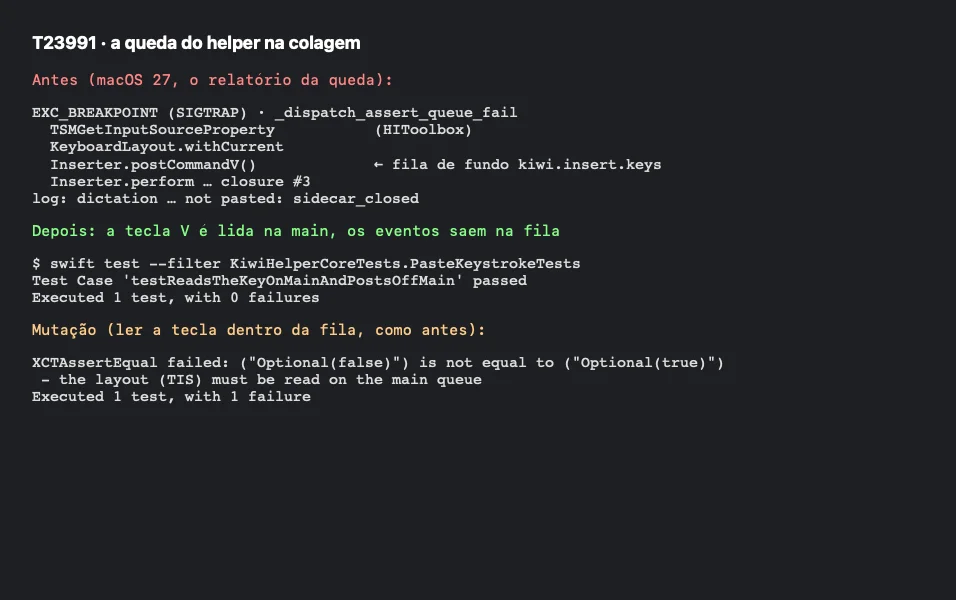 T23991 · a queda do helper na colagem
Antes (macOS 27, o relatório da queda):
EXC_BREAKPOINT (SIGTRAP) · _dispatch_assert_queue_fail
TSMGetInputSourceProperty (HIToolbox)
KeyboardLayout.withCurrent
Inserter.postCommandV() ← fila de fundo kiwi.insert.keys
Inserter.perform … closure #3
log: dictation … not pasted: sidecar_closed
Depois: a tecla V é lida na main, os eventos saem na fila
$ swift test --filter KiwiHelperCoreTests.PasteKeystrokeTests
Test Case 'testReadsTheKeyOnMainAndPostsOffMain' passed
Executed 1 test, with 0 failures
Mutação (ler a tecla dentro da fila, como antes):
XCTAssertEqual failed: ("Optional(false)") is not equal to ("Optional(true)")
- the layout (TIS) must be read on the main queue
Executed 1 test, with 1 failure